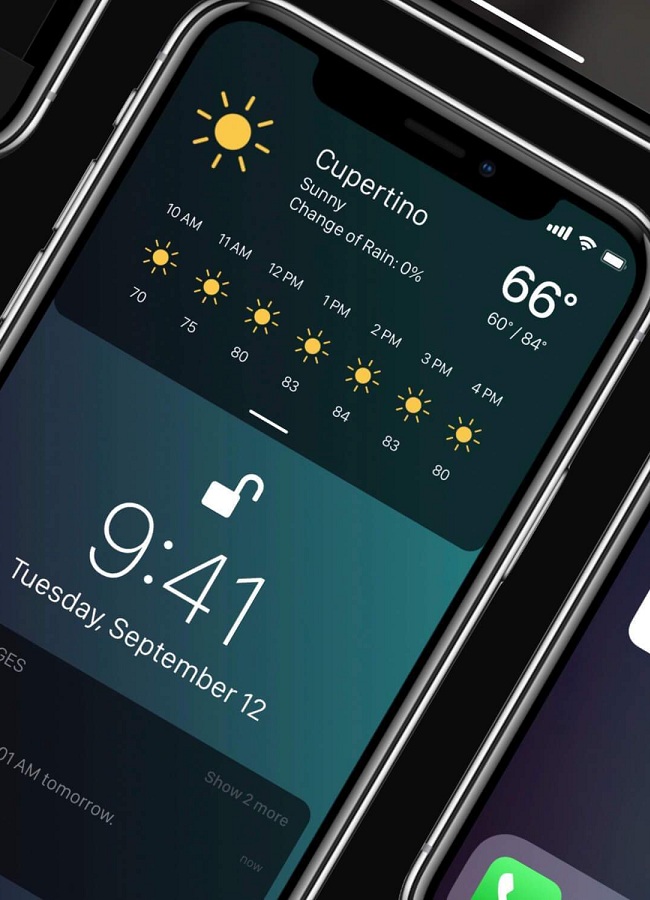 Cupertino
Sunny
Change of Rain: 0%
66°
60°/ 84°
10 AM 11 AM 12 PM 1 PM 2 PM 3 PM 4 PM
70 75 80 83 84 83 80
9:41
Tuesday, September 12
GES
Show 2 more
01 AM tomorrow.
now